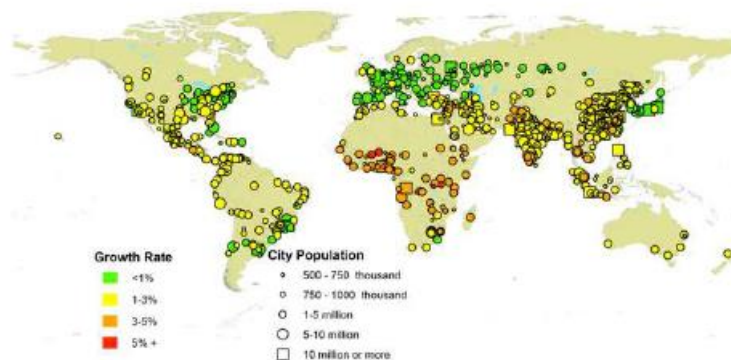 Growth Rate
<1%
1-3%
3-5%
5% +
City Population
500 - 750 thousand
750 - 1000 thousand
1-5 million
5-10 million
10 million or more